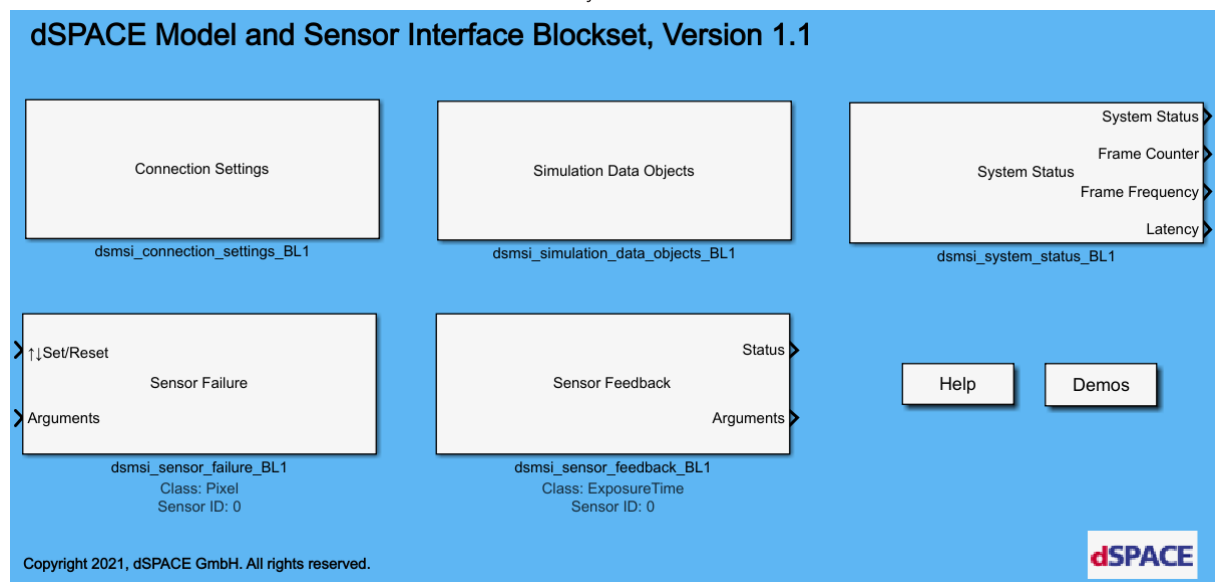 dSPACE Model and Sensor Interface Blockset, Version 1.1
Connection Settings
dsmsi_connection_settings_BL1
Simulation Data Objects
dsmsi_simulation_data_objects_BL1
System Status
System Status
Frame Counter
Frame Frequency
Latency
dsmsi_system_status_BL1
↑↓Set/Reset
Sensor Failure
Arguments
dsmsi_sensor_failure_BL1
Class: Pixel
Sensor ID: 0
Status
Sensor Feedback
Arguments
dsmsi_sensor_feedback_BL1
Class: ExposureTime
Sensor ID: 0
Help
Demos
Copyright 2021, dSPACE GmbH. All rights reserved.
dSPACE